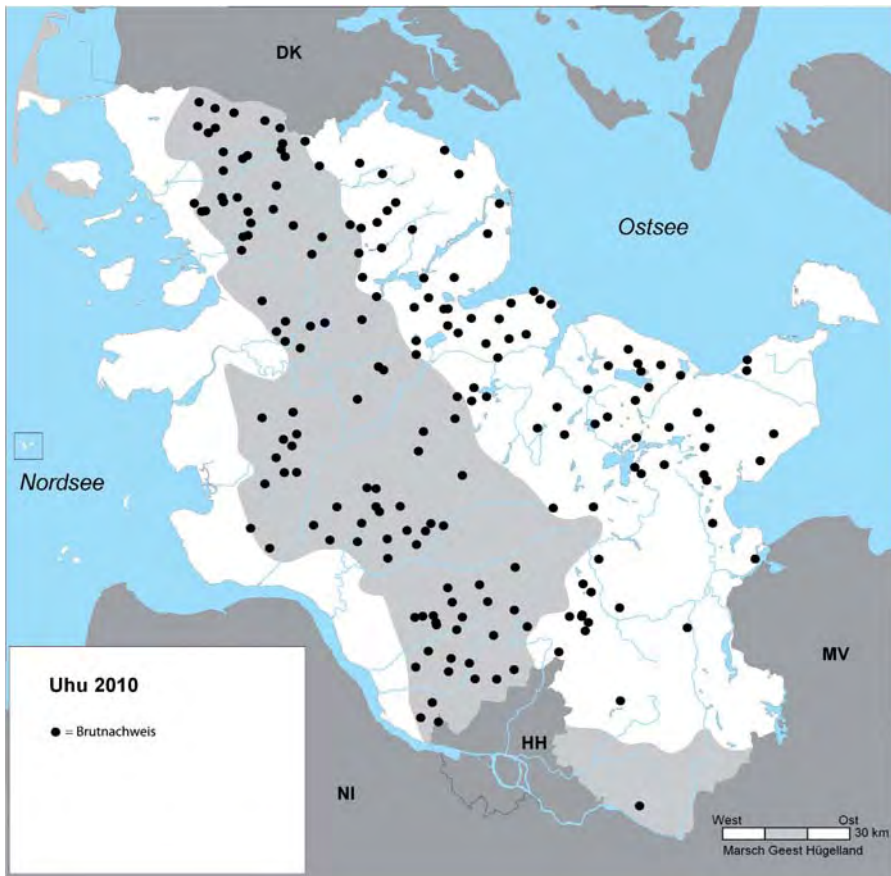 DK
Ostsee
Nordsee
Uhu 2010
= Brutnachweis
MV
HH
NI
West Ost
30 km
Marsch Geest Hügelland